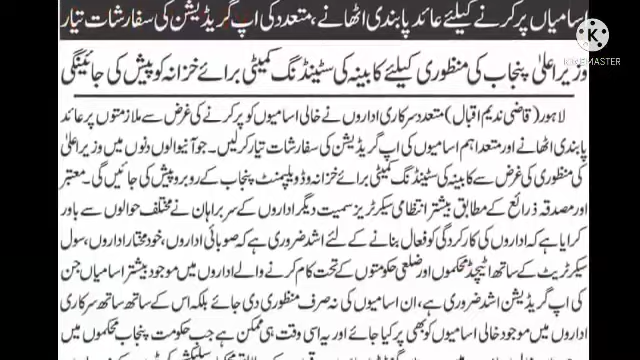 اسامیاں پر کرنے کیلئے عائد پابندی اٹھانے، متعدد کی اپ گریڈیشن کی سفارشات تیار
KINEMASTER
وزیراعلیٰ پنجاب کی منظوری کیلئے کابینہ کی سٹینڈنگ کمیٹی برائے خزانہ کو پیش کی جائینگی
لاہور (قاضی ندیم اقبال) متعدد سرکاری اداروں نے خالی اسامیوں کو پر کرنے کی غرض سے ملازمتوں پر عائد
پابندی اٹھانے اور متعدد اہم اسامیوں کی اپ گریڈیشن کی سفارشات تیار کر لیں۔ جو آنیوالوں دنوں میں وزیراعلیٰ
کی منظوری کی غرض سے کابینہ کی سٹینڈنگ کمیٹی برائے خزانہ وڈویلپمنٹ پنجاب کے روبرو پیش کی جائیں گی۔ معتبر
اور مصدقہ ذرائع کے مطابق بیشتر انتظامی سیکرٹریز سمیت دیگر اداروں کے سربراہان نے مختلف حوالوں سے باور
کرایا ہے کہ اداروں کی کارکردگی کو فعال بنانے کے لئے اشد ضروری ہے کہ صوبائی اداروں، خودمختار اداروں، سول
سیکرٹریٹ کے ساتھ اٹیچڈ محکموں اور ضلعی حکومتوں کے تحت کام کرنے والے اداروں میں موجود بیشتر اسامیاں جن
کی اپ گریڈیشن اشد ضروری ہے، ان اسامیوں کی نہ صرف منظوری دی جائے بلکہ اس کے ساتھ ساتھ سرکاری
اداروں میں موجود خالی اسامیوں کو بھی پر کیا جائے اور یہ اسی وقت ہی ممکن ہے جب حکومت پنجاب محکموں میں